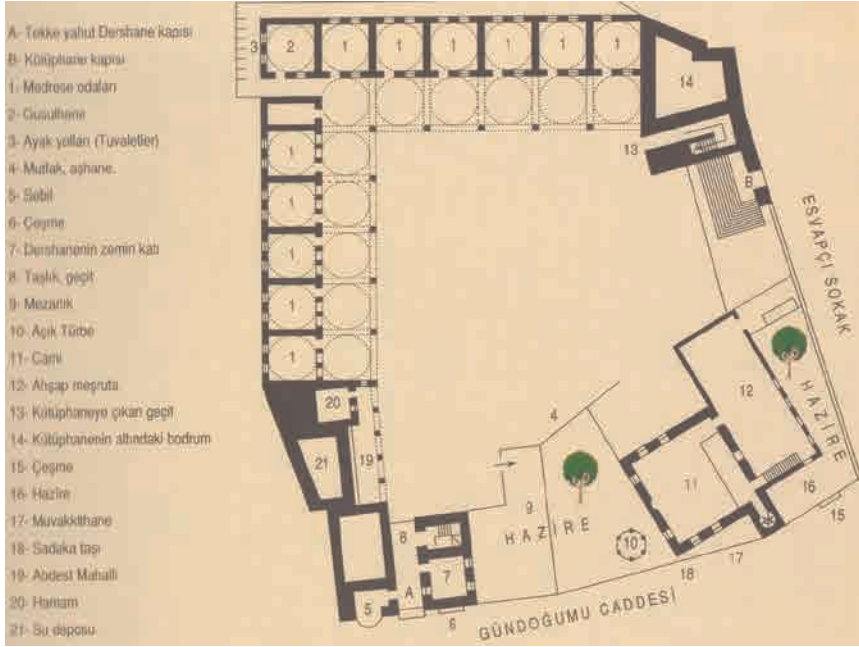 A- Tekke yahut Dershane kapısı
B- Kütüphane kapısı
1- Medrese odaları
2- Gusulhane
3- Ayak yolları (Tuvaletler)
4- Mutfak, aşhane.
5- Sebil
6- Çeşme
7- Dershanenin zemin katı
8. Taşlık, geçit
9- Mezarlık
10- Açık Türbe
11- Cami
12- Ahşap meşruta
13- Kütüphaneye çıkan geçit
14- Kütüphanenin altındaki bodrum
15- Çeşme
16- Hazire
17- Muvakkithane
18- Sadaka taşı
19- Abdest Mahalli
20- Hamam
21- Su deposu
3 2 1 1 1 1 1 1
14
13
B
1
1
1
1
1
ESVAPÇI SOKAK
HAZİRE
12
4
20
21
19
11
9
HAZİRE
16
15
10
8
7
A
5
6
17
18
GÜNDOĞUMU CADDESİ